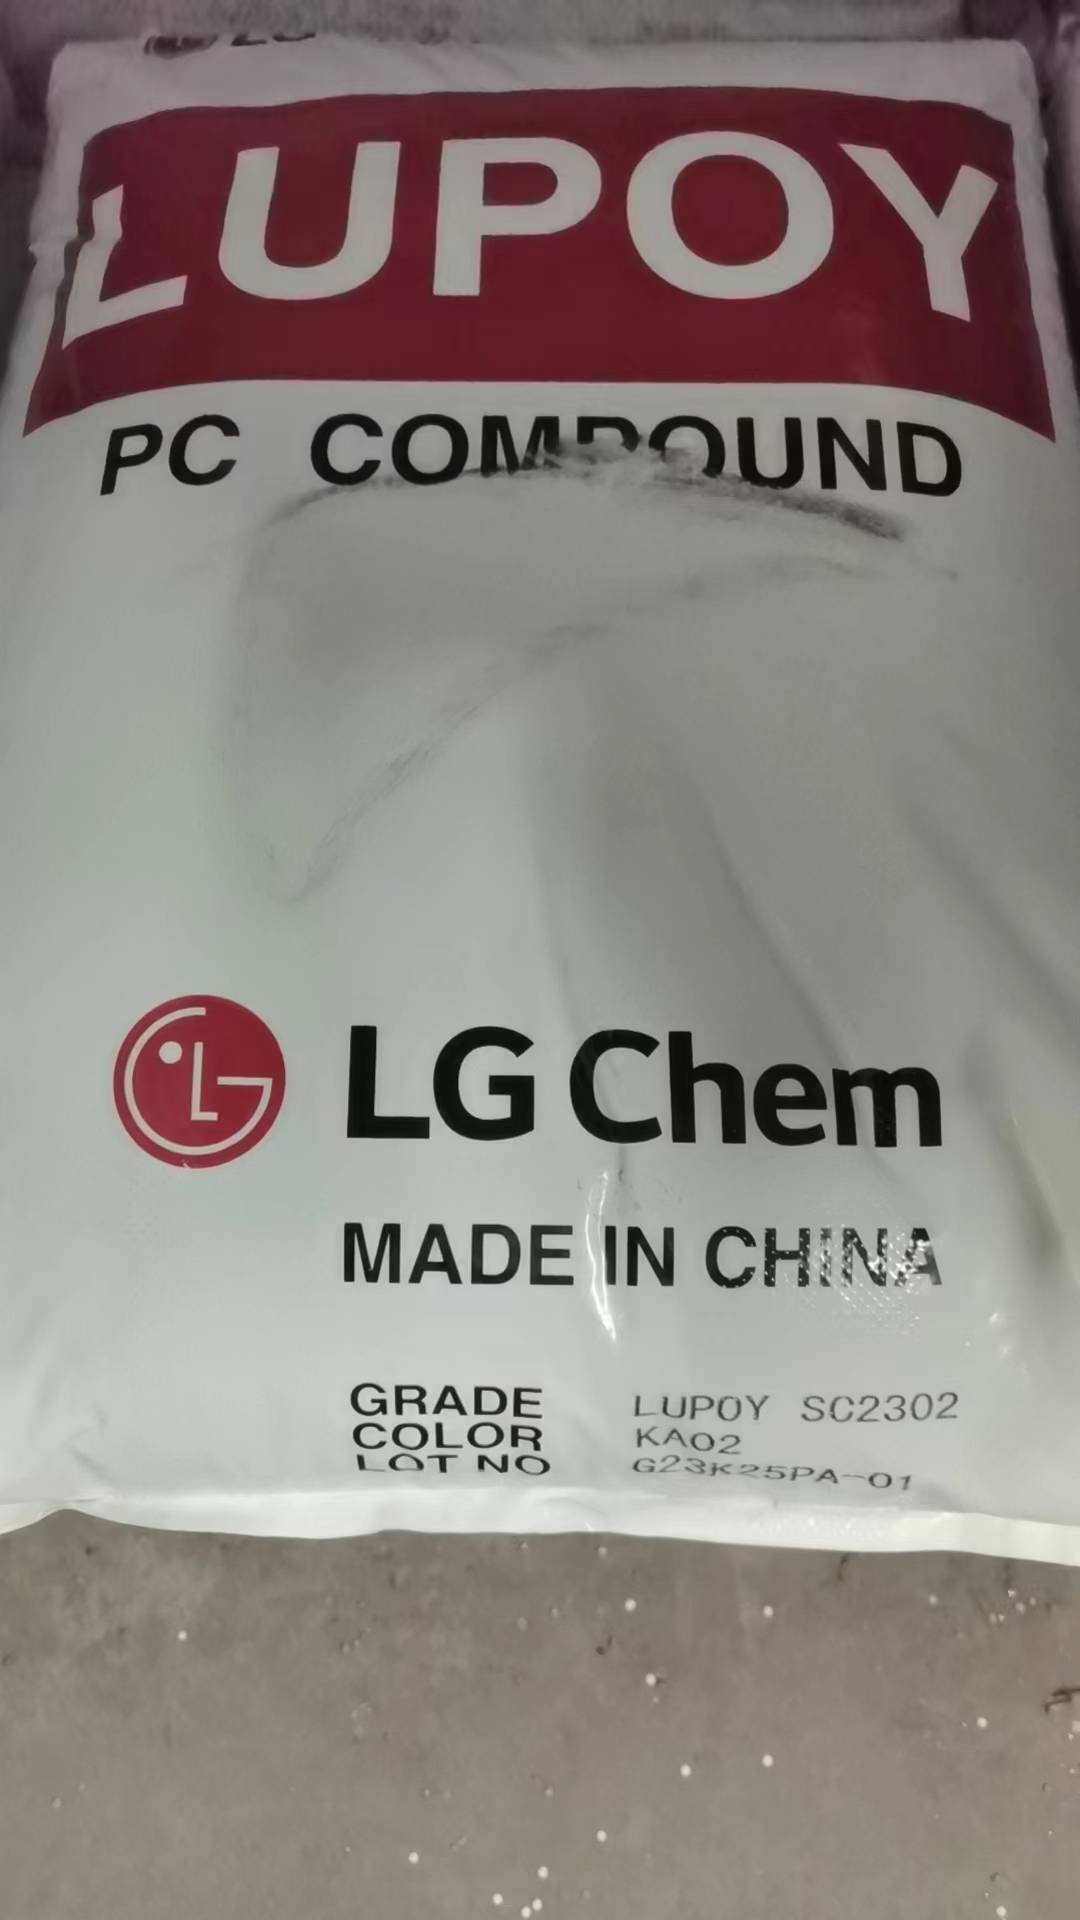 LUPOY
PC COMPOUND
LG Chem
MADE IN CHINA
GRADE LUPOY SC2302
COLOR KA02
LOT NO G23K25PA-01